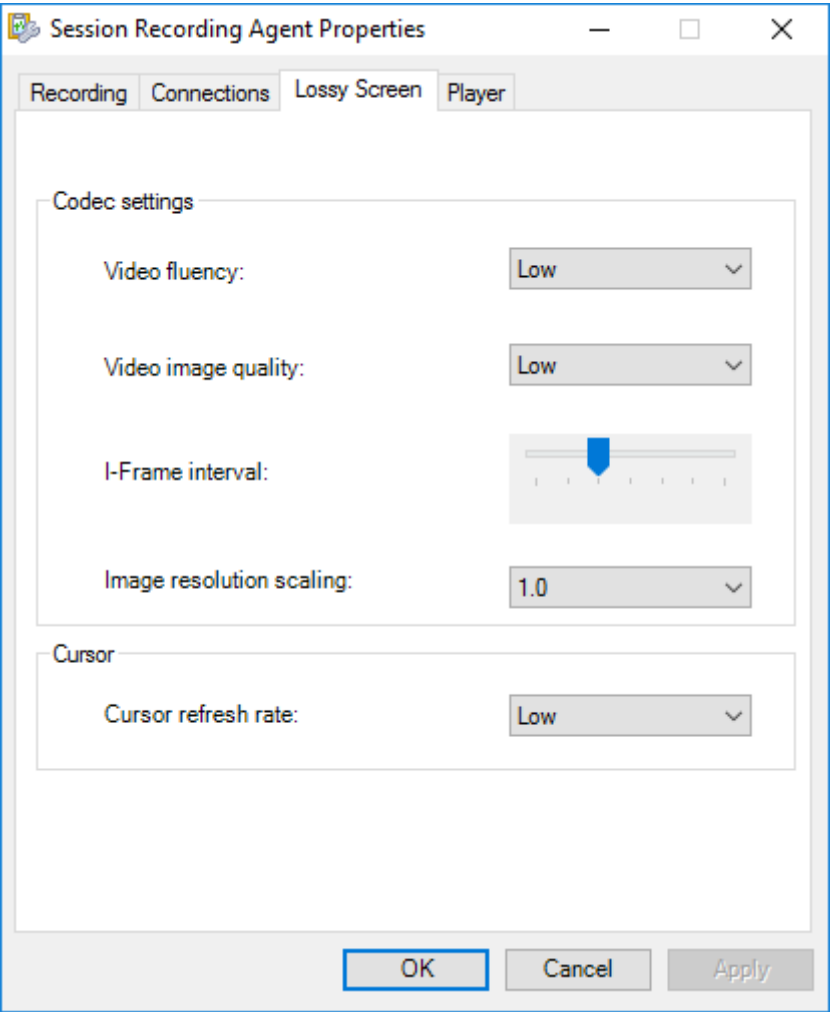 Session Recording Agent Properties
Recording Connections Lossy Screen Player
Codec settings
Video fluency: Low
Video image quality: Low
I-Frame interval:
Image resolution scaling: 1.0
Cursor
Cursor refresh rate: Low
OK Cancel Apply